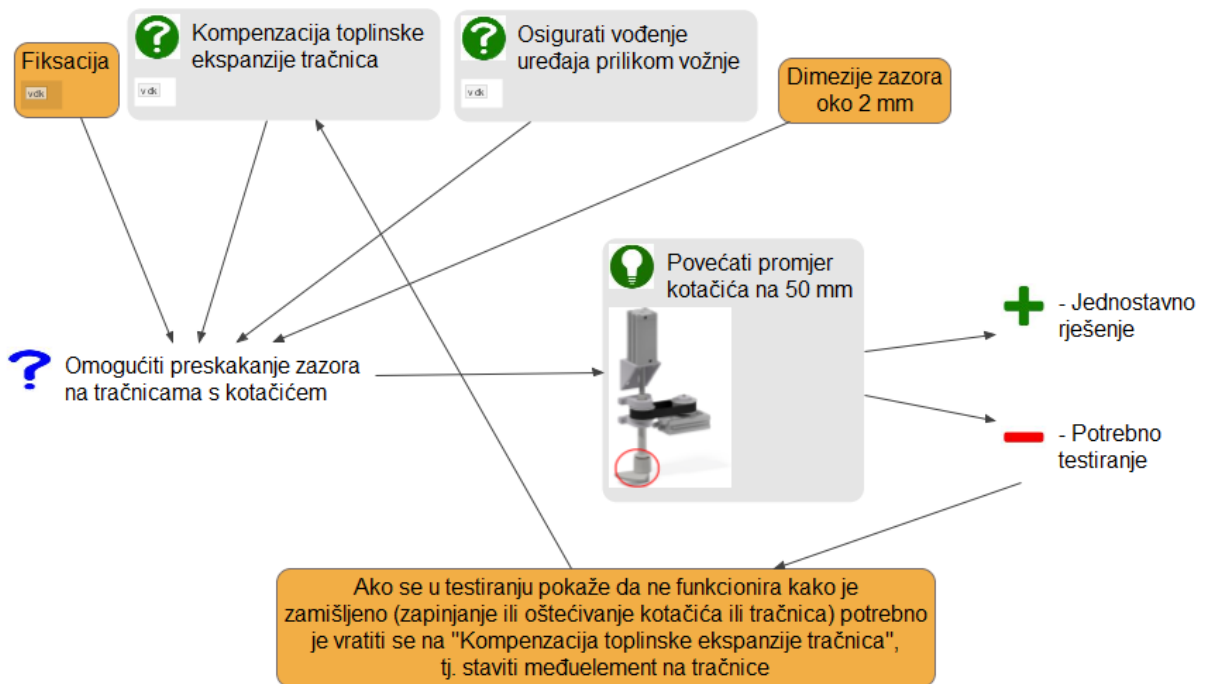 Fiksacija
vdk
Kompenzacija toplinske
ekspanzije tračnica
vdk
Osigurati vođenje
uređaja prilikom vožnje
vdk
Dimezije zazora
oko 2 mm
Omogućiti preskakanje zazora
na tračnicama s kotačićem
Povećati promjer
kotačića na 50 mm
- Jednostavno
rješenje
- Potrebno
testiranje
Ako se u testiranju pokaže da ne funkcionira kako je
zamišljeno (zapinjanje ili oštećivanje kotačića ili tračnica) potrebno
je vratiti se na "Kompenzacija toplinske ekspanzije tračnica",
tj. staviti međuelement na tračnice